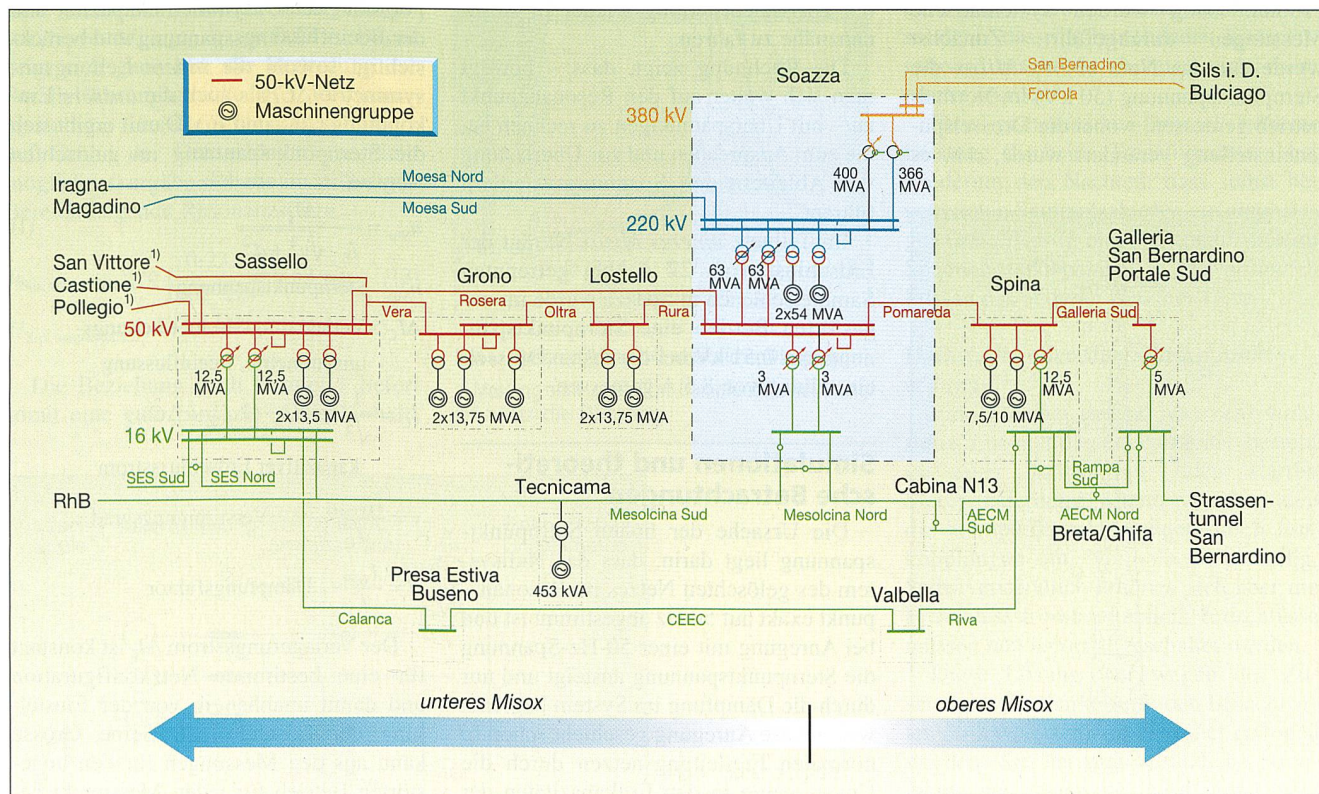 50-kV-Netz
Maschinengruppe
Soazza
San Bernadino
Forcola
Sils i. D.
Bulciago
380 kV
400
MVA
366
MVA
Iragna
Magadino
Moesa Nord
Moesa Sud
220 kV
San Vittore1)
Castione1)
Pollegio1)
Sassello
Grono
Lostello
63
MVA
63
MVA
2x54 MVA
Spina
Galleria
San Bernardino
Portale Sud
50 kV
Vera
Rosera
Oltra
Rura
Pomareda
Galleria Sud
12,5
MVA
12,5
MVA
2x13,5 MVA
2x13,75 MVA
2x13,75 MVA
3
MVA
3
MVA
7,5/10 MVA
12,5
MVA
5
MVA
16 kV
SES Sud
SES Nord
RhB
Tecnicama
453 kVA
Mesolcina Sud
Mesolcina Nord
Cabina N13
AECM
Sud
Rampa
Sud
AECM Nord
Breta/Ghifa
Strassen-
tunnel
San
Bernardino
Presa Estiva
Buseno
Valbella
Calanca
CEEC
Riva
unteres Misox
oberes Misox